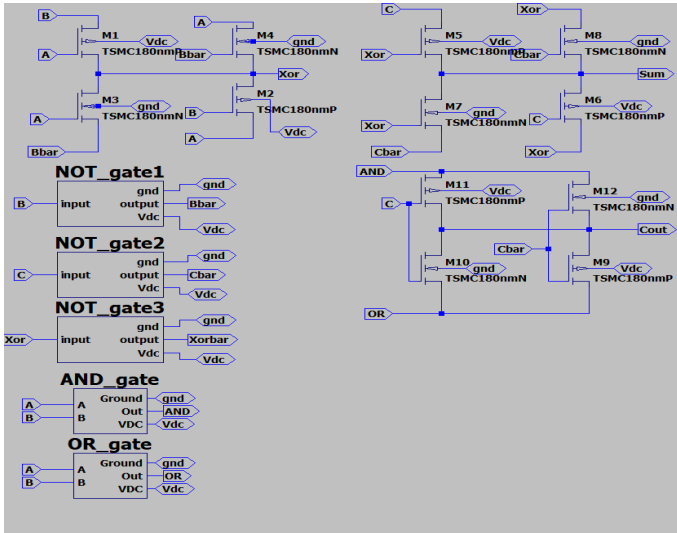 B
M1
Vdc
TSMC180nmP
A
A
M4
gnd
TSMC180nmN
Bbar
Xor
M3
gnd
TSMC180nmN
A
Bbar
M2
TSMC180nmP
B
Vdc
A
C
M5
Vdc
Xor
Xor
M8
gnd
TSMC180nmN
Cbar
Sum
M7
gnd
TSMC180nmN
Xor
Cbar
M6
Vdc
TSMC180nmP
C
Xor
NOT_gate1
B
input
gnd
gnd
output
Bbar
Vdc
Vdc
NOT_gate2
C
input
gnd
gnd
output
Cbar
Vdc
Vdc
NOT_gate3
Xor
input
gnd
gnd
output
Xorbar
Vdc
Vdc
AND_gate
A
A
B
B
Ground
gnd
Out
AND
VDC
Vdc
OR_gate
A
A
B
B
Ground
gnd
Out
OR
VDC
Vdc
AND
M11
Vdc
TSMC180nmP
C
M12
gnd
TSMC180nmN
Cout
Cbar
M10
gnd
TSMC180nmN
M9
Vdc
TSMC180nmP
OR